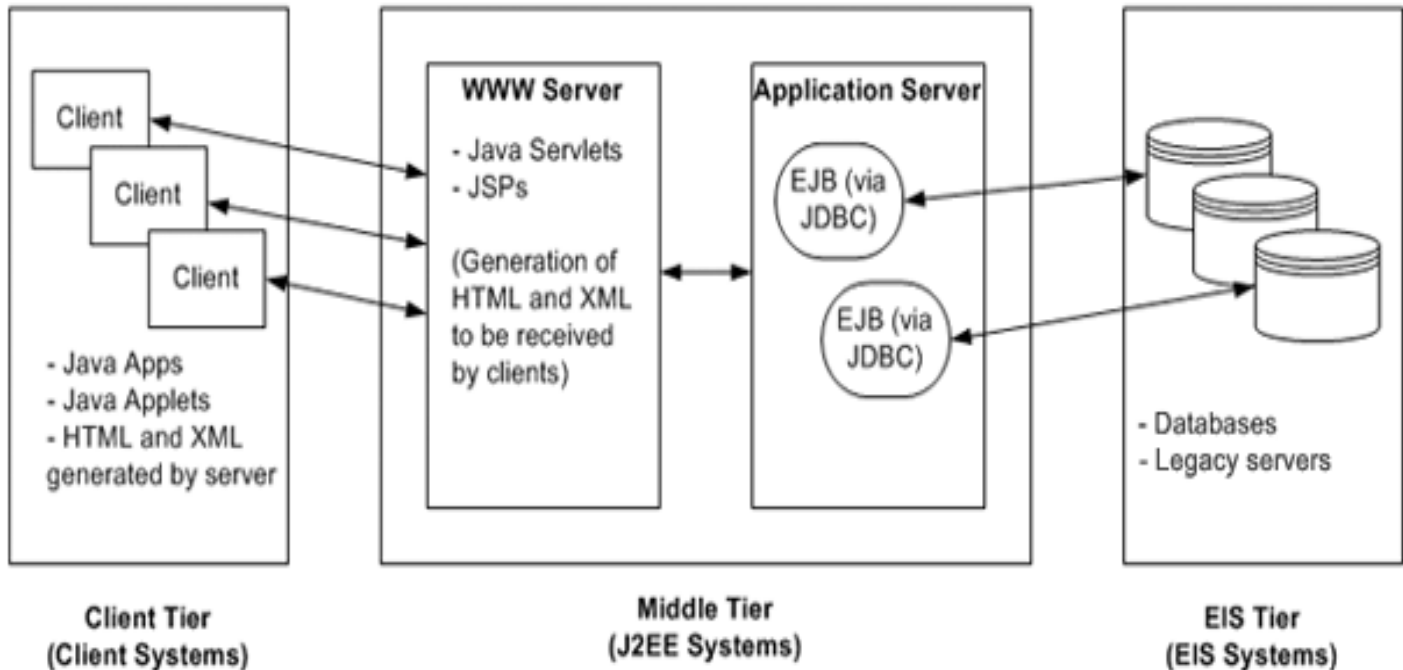 Client
Client
Client
- Java Apps
- Java Applets
- HTML and XML
generated by server
WWW Server
- Java Servlets
- JSPs
(Generation of
HTML and XML
to be received
by clients)
Application Server
EJB (via
JDBC)
EJB (via
JDBC)
- Databases
- Legacy servers
Client Tier
(Client Systems)
Middle Tier
(J2EE Systems)
EIS Tier
(EIS Systems)